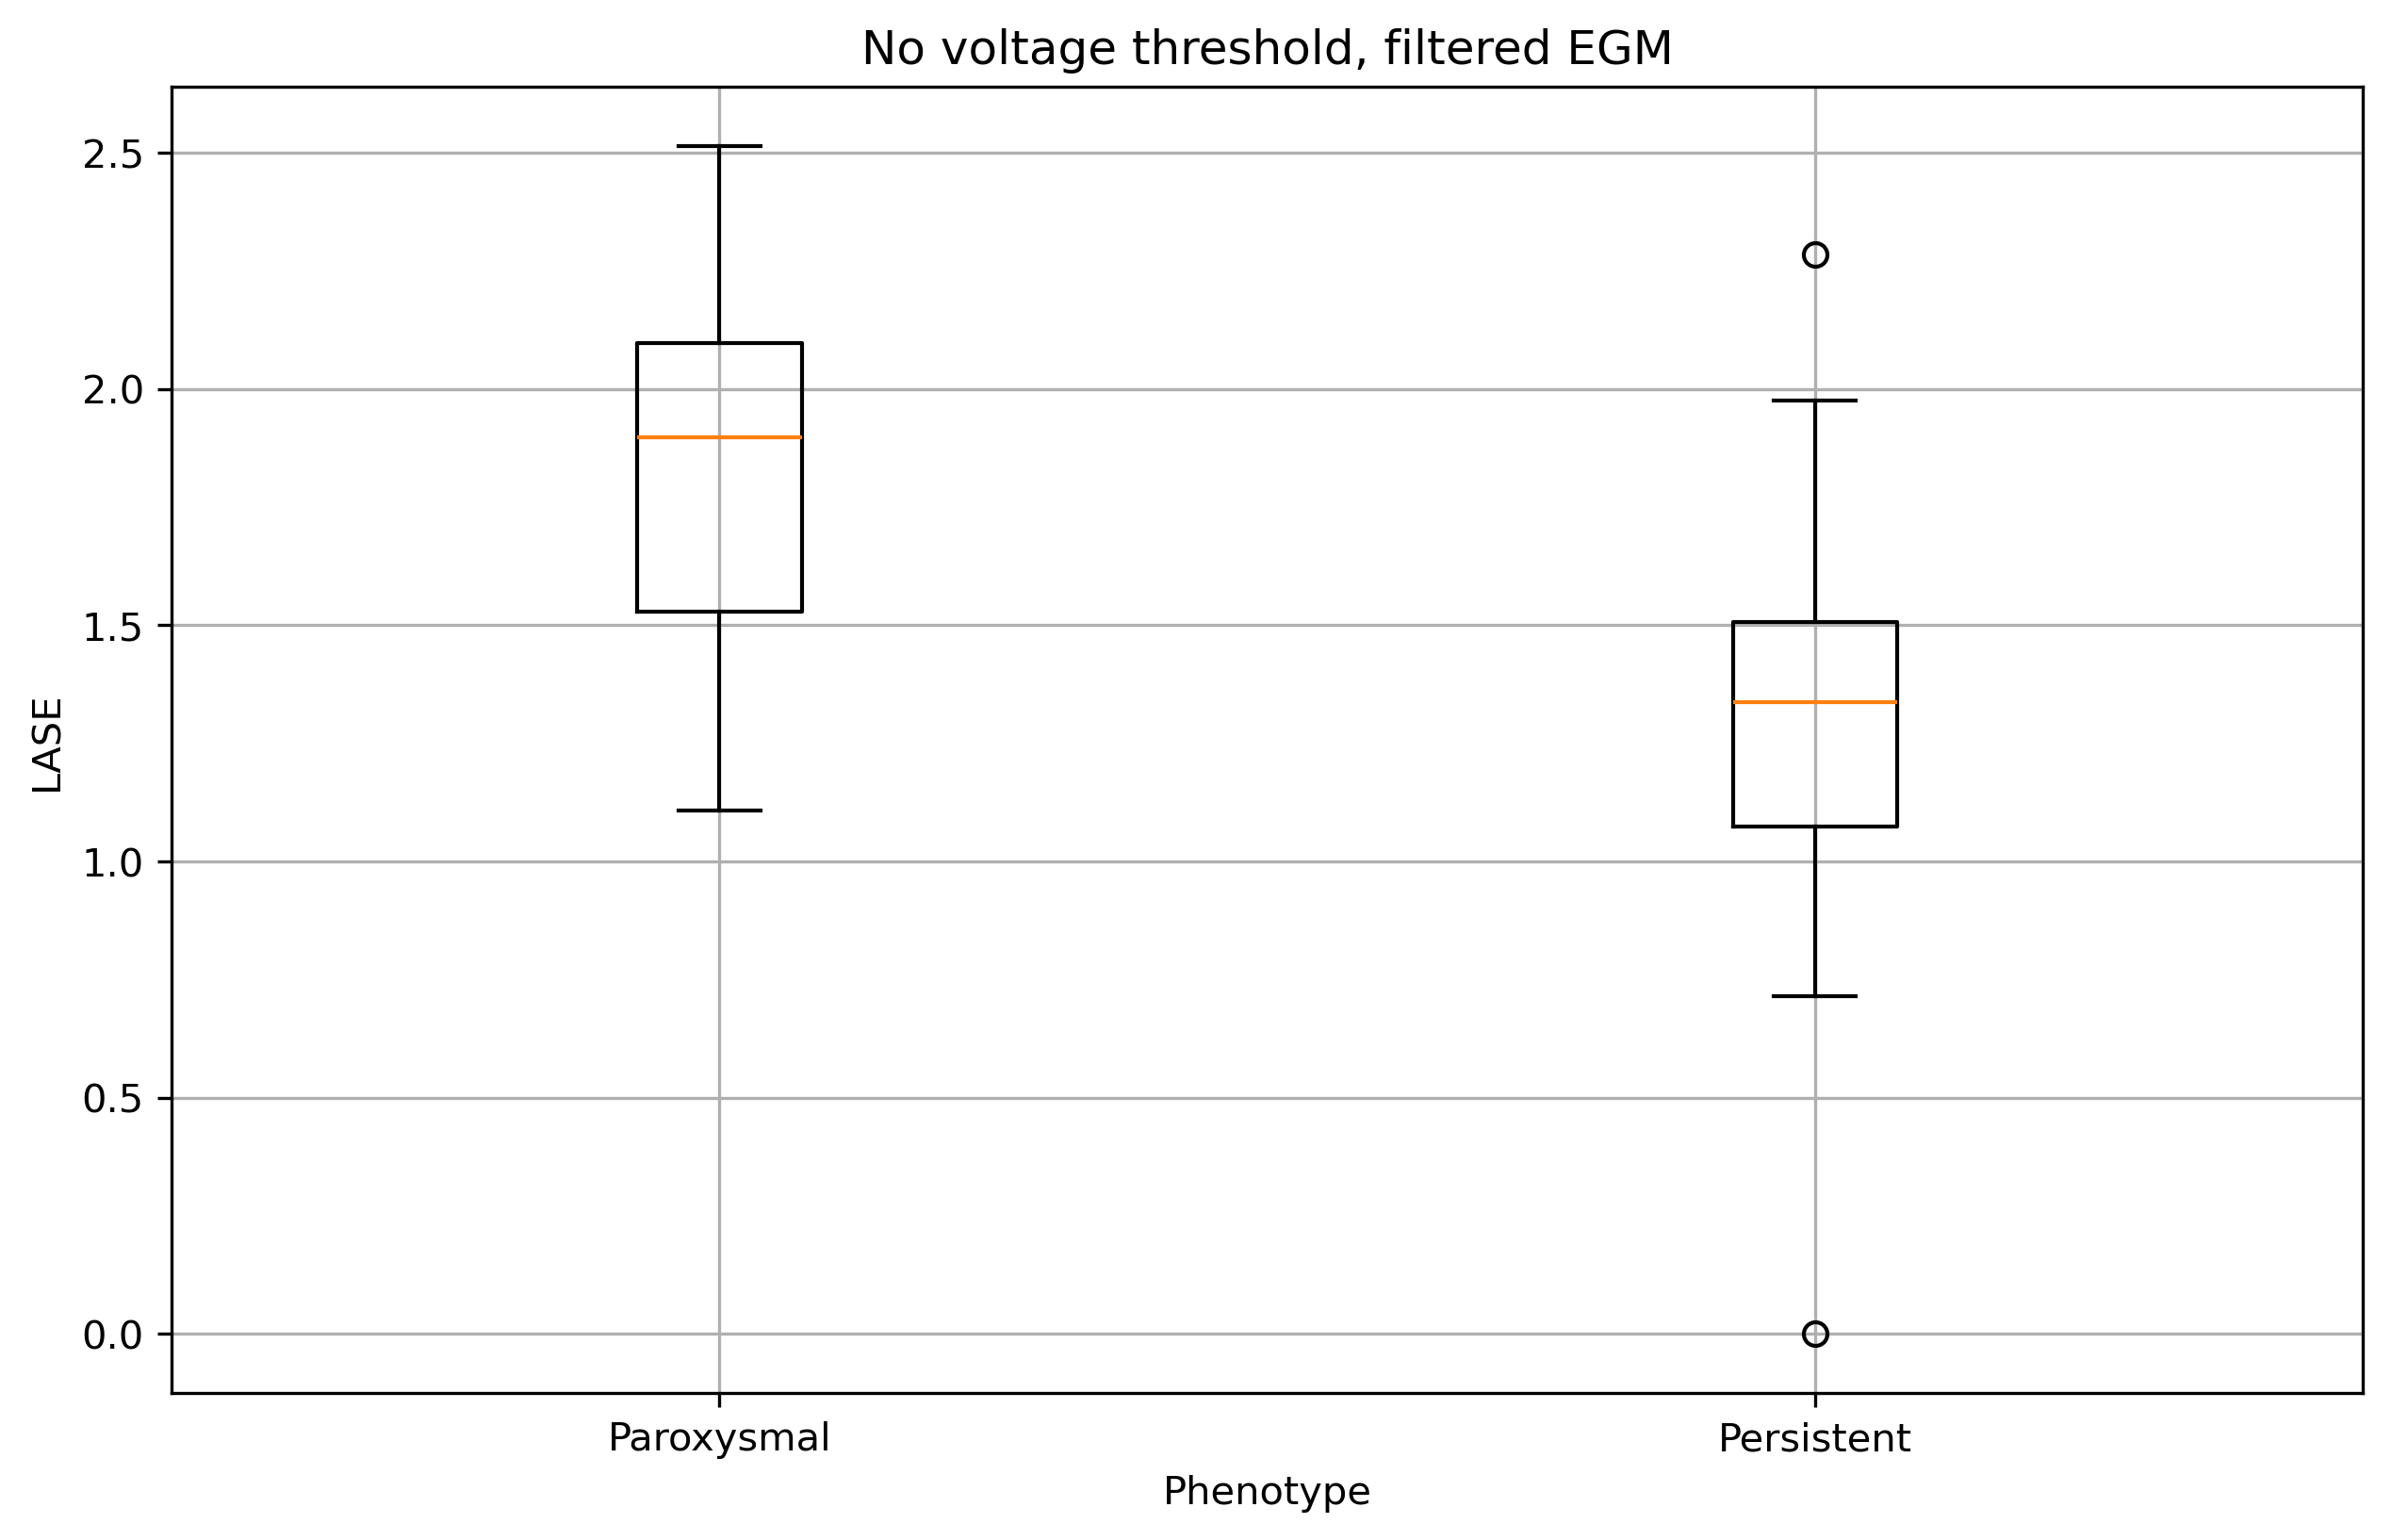 No voltage threshold, filtered EGM
2.5
2.0
1.5
1.0
0.5
0.0
LASE
Paroxysmal
Persistent
Phenotype